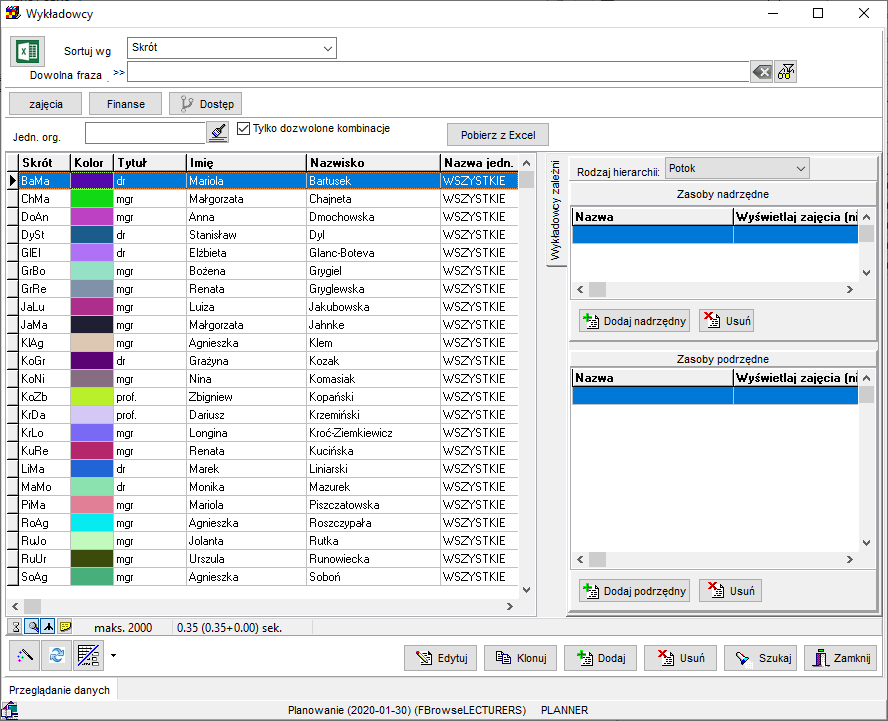 Wykładowcy
Sortuj wg Skrót
Dowolna fraza >>
zajęcia Finanse Dostęp
Jedn. org. Tylko dozwolone kombinacje Pobierz z Excel
Skrót Kolor Tytuł Imię Nazwisko Nazwa jedn.
BaMa dr Mariola Bartusek WSZYSTKIE
ChMa mgr Małgorzata Chajneta WSZYSTKIE
DoAn mgr Anna Dmochowska WSZYSTKIE
DySt dr Stanisław Dyl WSZYSTKIE
GlEl dr Elżbieta Glanc-Boteva WSZYSTKIE
GrBo mgr Bożena Grygiel WSZYSTKIE
GrRe mgr Renata Gryglewska WSZYSTKIE
JaLu mgr Luiza Jakubowska WSZYSTKIE
JaMa mgr Małgorzata Jahnke WSZYSTKIE
KlAg mgr Agnieszka Klem WSZYSTKIE
KoGr dr Grażyna Kozak WSZYSTKIE
KoNi mgr Nina Komasiak WSZYSTKIE
KoZb prof. Zbigniew Kopański WSZYSTKIE
KrDa prof. Dariusz Krzemiński WSZYSTKIE
KrLo mgr Longina Kroć-Ziemkiewicz WSZYSTKIE
KuRe mgr Renata Kucińska WSZYSTKIE
LiMa dr Marek Liniarski WSZYSTKIE
MaMo dr Monika Mazurek WSZYSTKIE
PiMa mgr Mariola Piszczatowska WSZYSTKIE
RoAg mgr Agnieszka Roszczypała WSZYSTKIE
RuJo mgr Jolanta Rutka WSZYSTKIE
RuUr mgr Urszula Runowiecka WSZYSTKIE
SoAg mgr Agnieszka Soboń WSZYSTKIE
Wykładowcy zależni
Rodzaj hierarchii: Potok
Zasoby nadrzędne
Nazwa Wyświetlaj zajęcia (ni
Dodaj nadrzędny Usuń
Zasoby podrzędne
Nazwa Wyświetlaj zajęcia (ni
Dodaj podrzędny Usuń
maks. 2000 0.35 (0.35+0.00) sek.
Edytuj Klonuj Dodaj Usuń Szukaj Zamknij
Przeglądanie danych
Planowanie (2020-01-30) (FBrowseLECTURERS) PLANNER